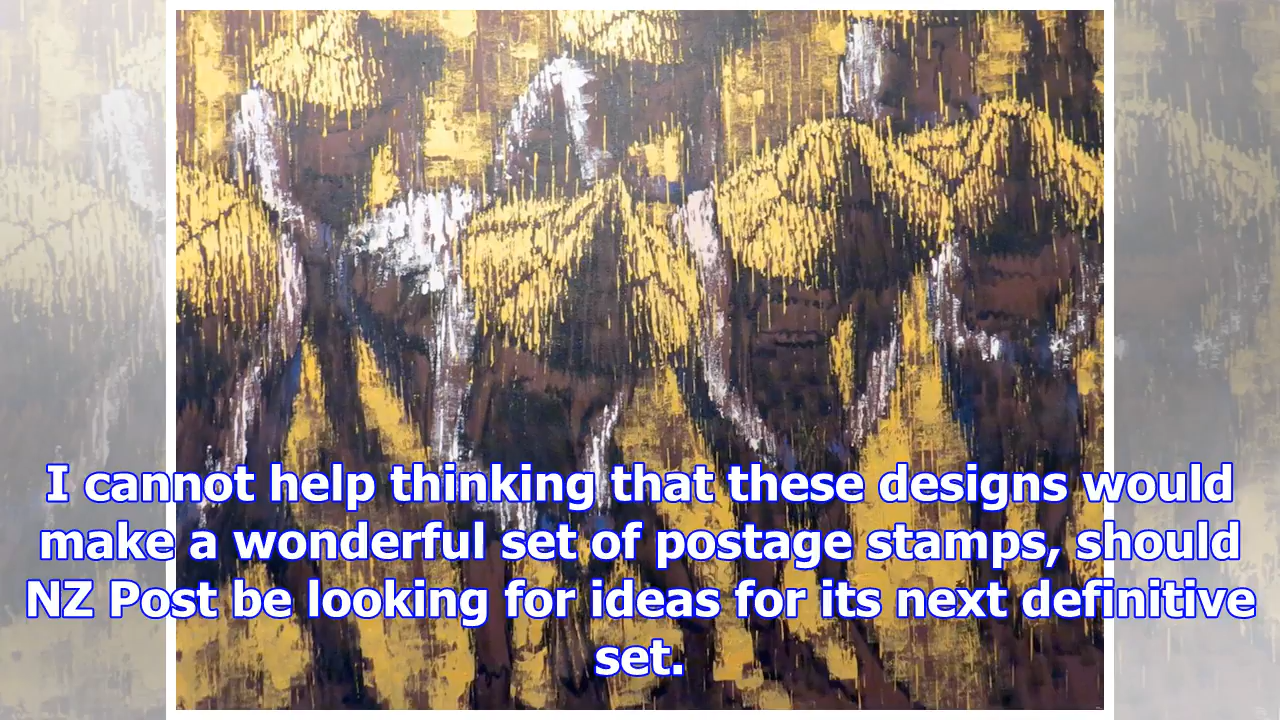 I cannot help thinking that these designs would
make a wonderful set of postage stamps, should
NZ Post be looking for ideas for its next definitive
set.